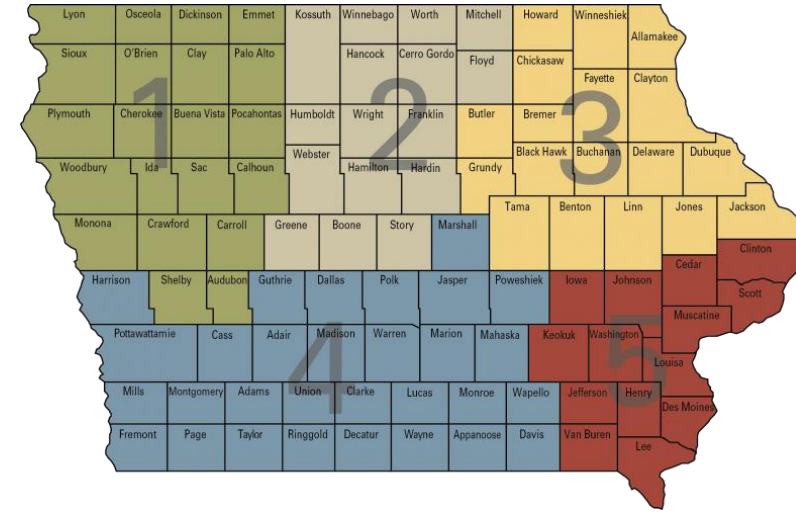 Lyon Osceola Dickinson Emmet Kossuth Winnebago Worth Mitchell Howard Winneshiek
Allamakee
Sioux O'Brien Clay Palo Alto Hancock Cerro Gordo Floyd Chickasaw
Fayette Clayton
1 2 3
Plymouth Cherokee Buena Vista Pocahontas Humboldt Wright Franklin Butler Bremer
Webster Black Hawk Buchanan Delaware Dubuque
Woodbury Ida Sac Calhoun Hamilton Hardin Grundy
Tama Benton Linn Jones Jackson
Monona Crawford Carroll Greene Boone Story Marshall
Clinton
Cedar
Harrison Shelby Audubon Guthrie Dallas Polk Jasper Poweshiek Iowa Johnson
Scott
Muscatine
Pottawattamie Cass Adair Madison Warren Marion Mahaska Keokuk Washington
4 5
Louisa
Mills Montgomery Adams Union Clarke Lucas Monroe Wapello Jefferson Henry
Des Moines
Fremont Page Taylor Ringgold Decatur Wayne Appanoose Davis Van Buren
Lee